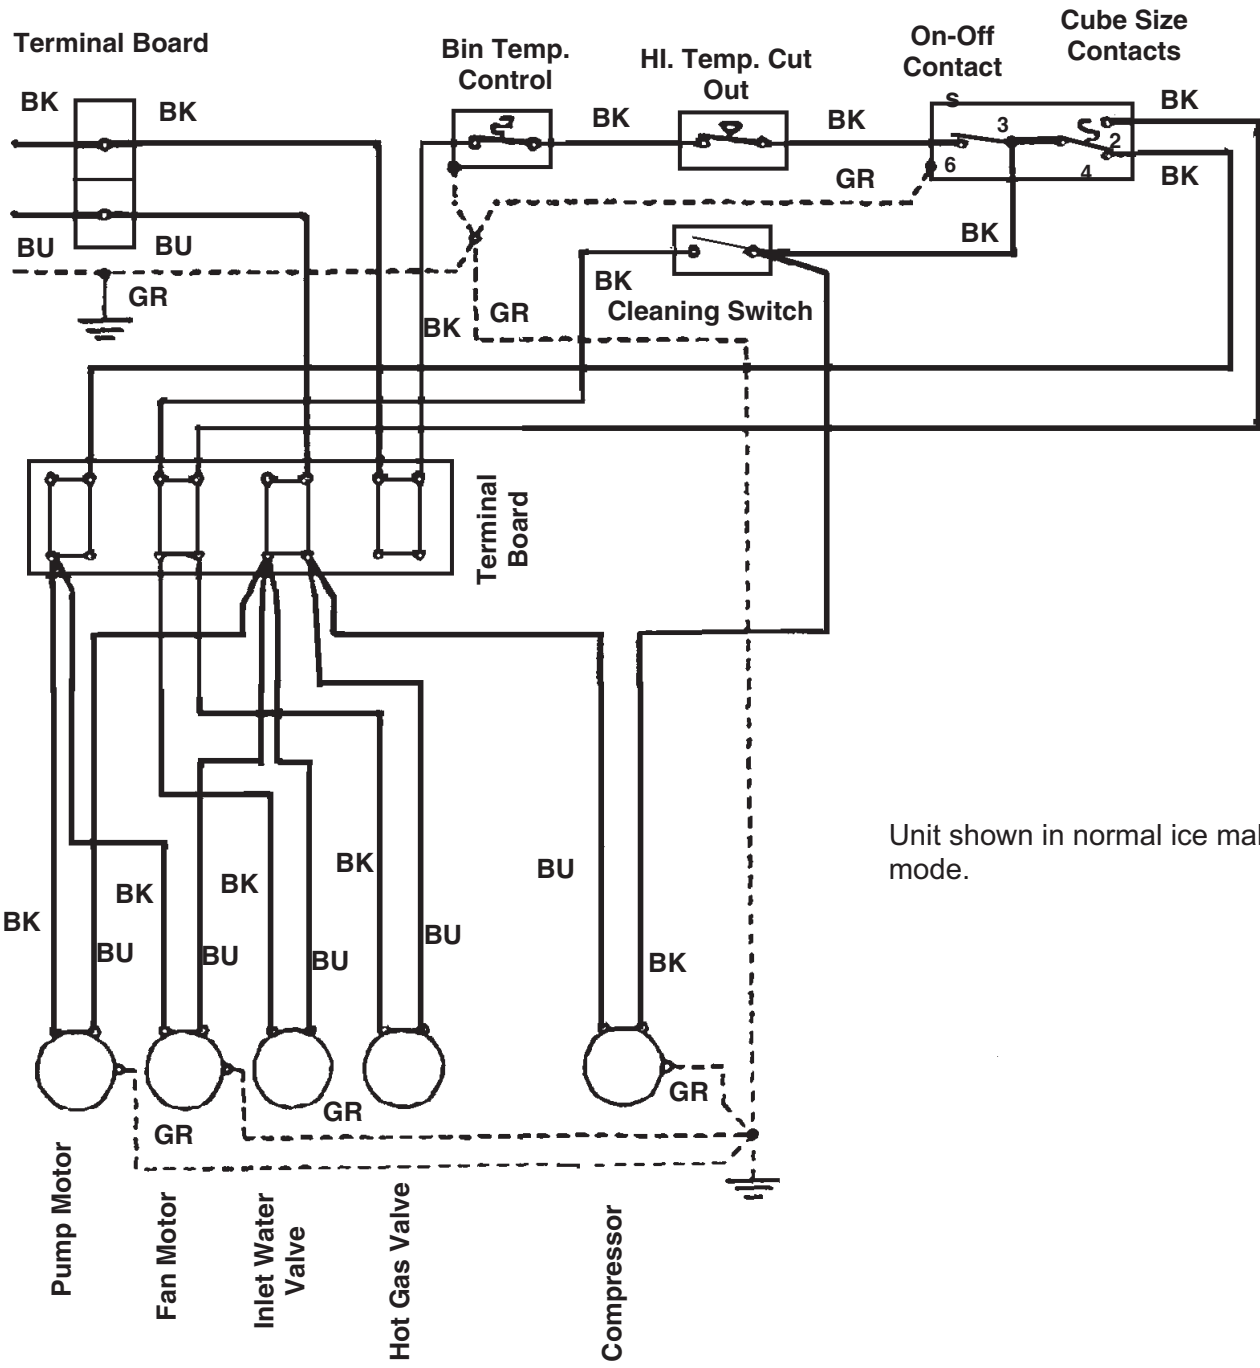 Terminal Board
Bin Temp.
Control
HI. Temp. Cut
Out
On-Off
Contact
Cube Size
Contacts
BK
BK
BK
BK
BK
S
3
2
6
4
BK
GR
BU
BU
BK
GR
BK
GR
BK
Cleaning Switch
Terminal
Board
Unit shown in normal ice
mode.
BK
BU
BK
BU
BK
BU
BK
BU
BU
BK
GR
GR
GR
Pump Motor
Fan Motor
Inlet Water
Valve
Hot Gas Valve
Compressor